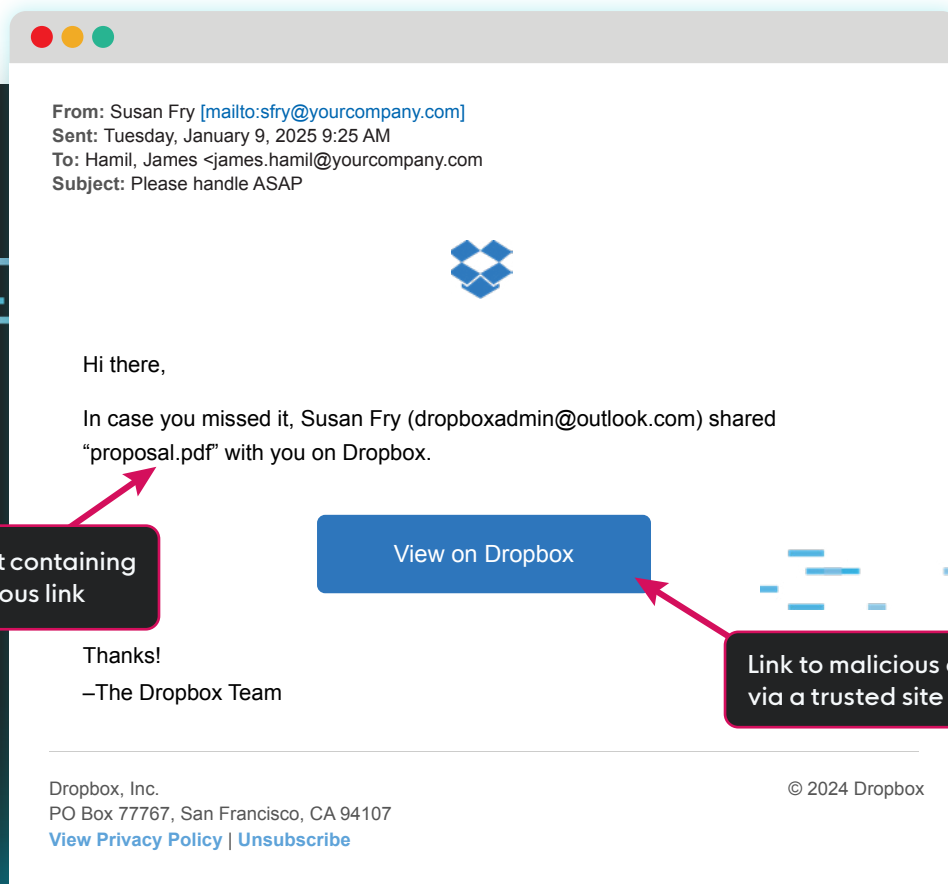 From: Susan Fry [mailto:sfry@yourcompany.com]
Sent: Tuesday, January 9, 2025 9:25 AM
To: Hamil, James <james.hamil@yourcompany.com
Subject: Please handle ASAP
Hi there,
In case you missed it, Susan Fry (dropboxadmin@outlook.com) shared
“proposal.pdf” with you on Dropbox.
containing
link
View on Dropbox
Link to malicious
via a trusted site
Thanks!
–The Dropbox Team
Dropbox, Inc.
© 2024 Dropbox
PO Box 77767, San Francisco, CA 94107
View Privacy Policy | Unsubscribe